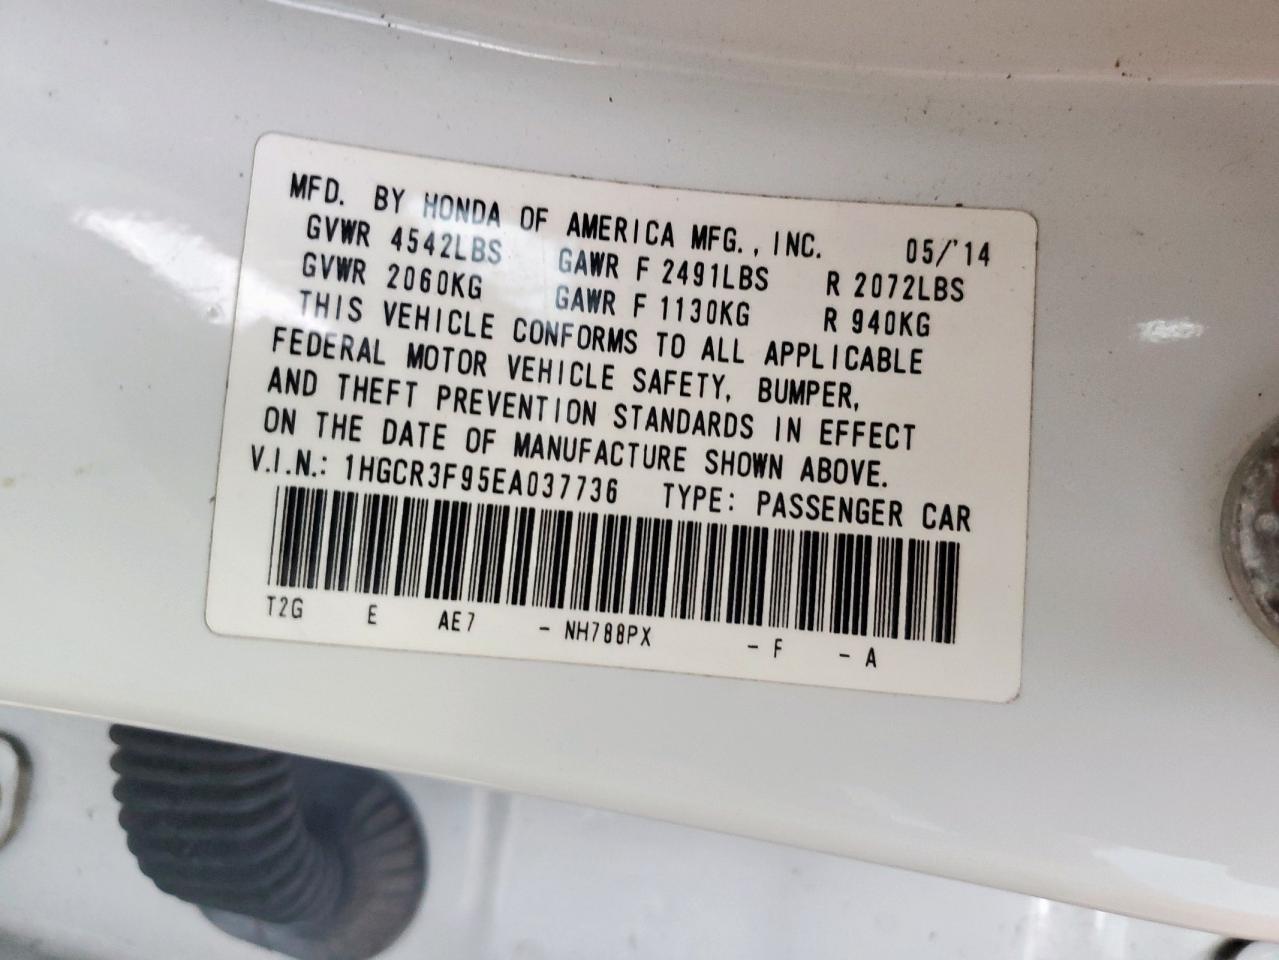 MFD. BY HONDA OF AMERICA MFG., INC. 05/'14
GVWR 4542LBS GAWR F 2491LBS R 2072LBS
GVWR 2060KG GAWR F 1130KG R 940KG
THIS VEHICLE CONFORMS TO ALL APPLICABLE
FEDERAL MOTOR VEHICLE SAFETY, BUMPER,
AND THEFT PREVENTION STANDARDS IN EFFECT
ON THE DATE OF MANUFACTURE SHOWN ABOVE.
V.I.N.: 1HGCR3F95EA037736 TYPE: PASSENGER CAR
T2G E AE7 - NH788PX - F - A